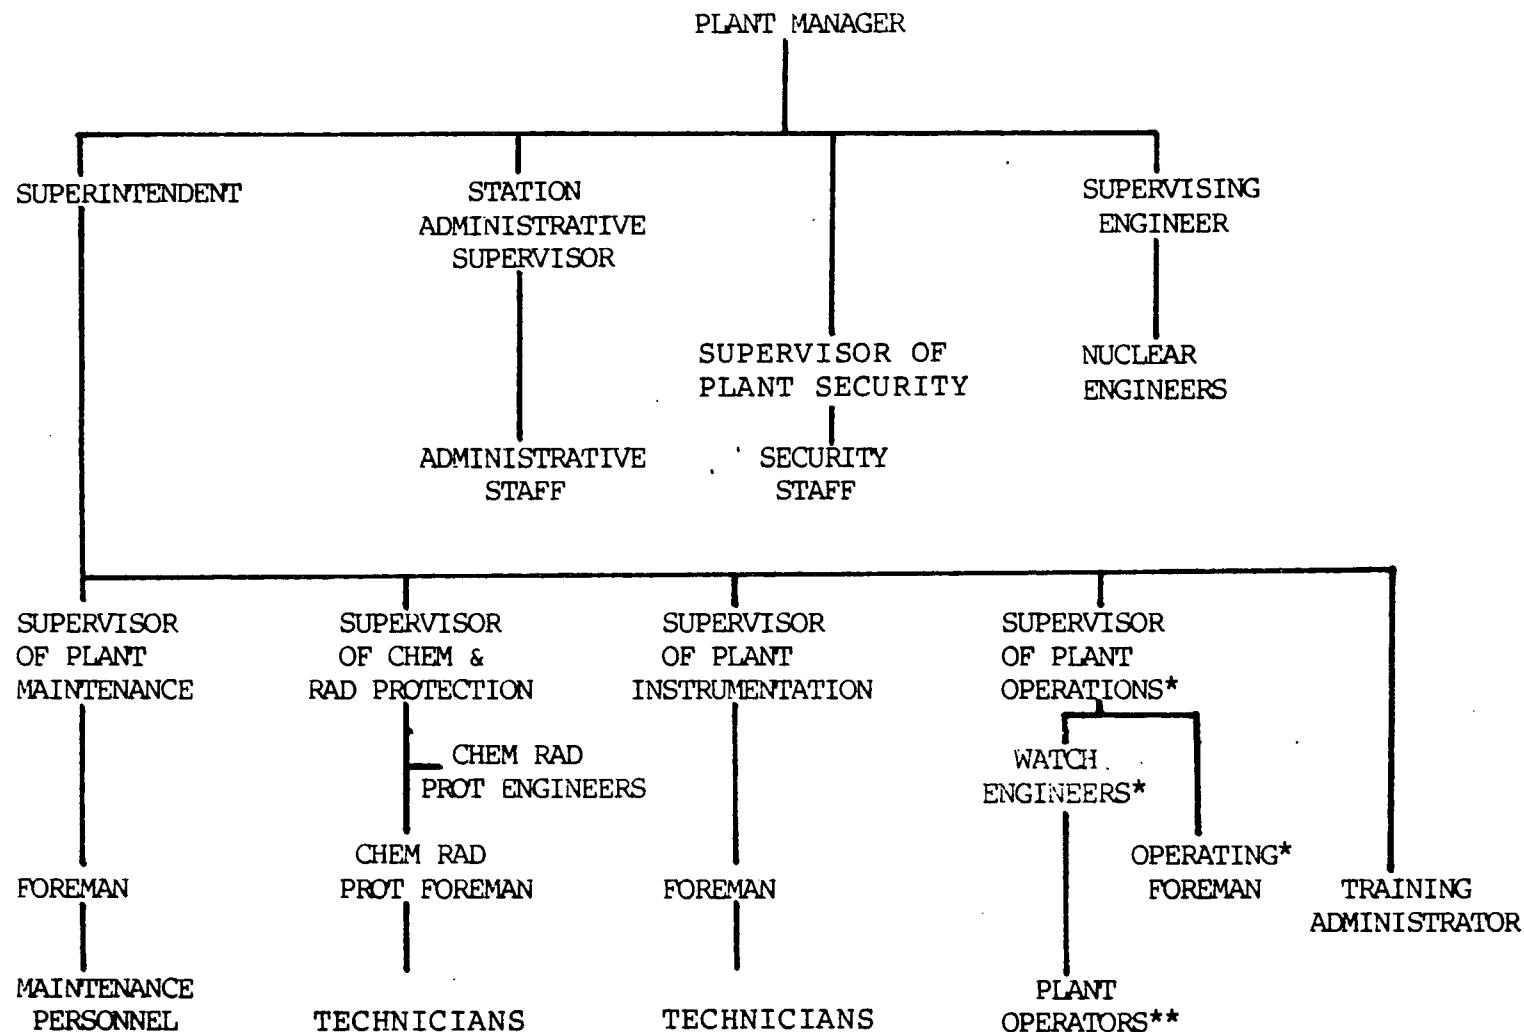 PLANT MANAGER
SUPERINTENDENT
STATION
ADMINISTRATIVE
SUPERVISOR
SUPERVISING
ENGINEER
SUPERVISOR OF
PLANT SECURITY
NUCLEAR
ENGINEERS
ADMINISTRATIVE
STAFF
SECURITY
STAFF
SUPERVISOR
OF PLANT
MAINTENANCE
SUPERVISOR
OF CHEM &
RAD PROTECTION
SUPERVISOR
OF PLANT
INSTRUMENTATION
SUPERVISOR
OF PLANT
OPERATIONS*
CHEM RAD
PROT ENGINEERS
WATCH
ENGINEERS*
FOREMAN
CHEM RAD
PROT FOREMAN
FOREMAN
OPERATING*
FOREMAN
TRAINING
ADMINISTRATOR
MAINTENANCE
PERSONNEL
TECHNICIANS
TECHNICIANS
PLANT
OPERATORS**